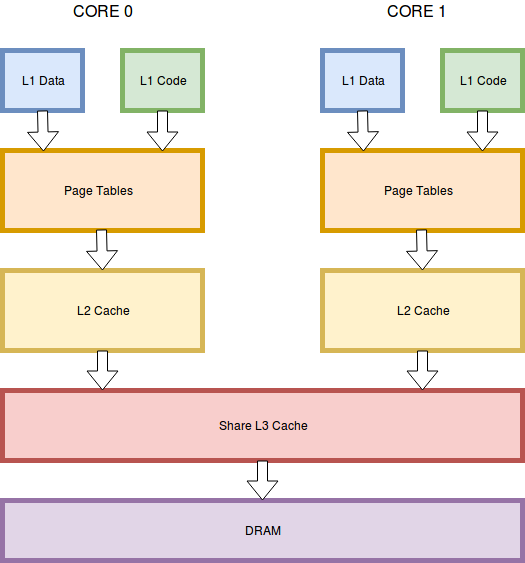 CORE 0
CORE 1
L1 Data
L1 Code
L1 Data
L1 Code
Page Tables
Page Tables
L2 Cache
L2 Cache
Share L3 Cache
DRAM